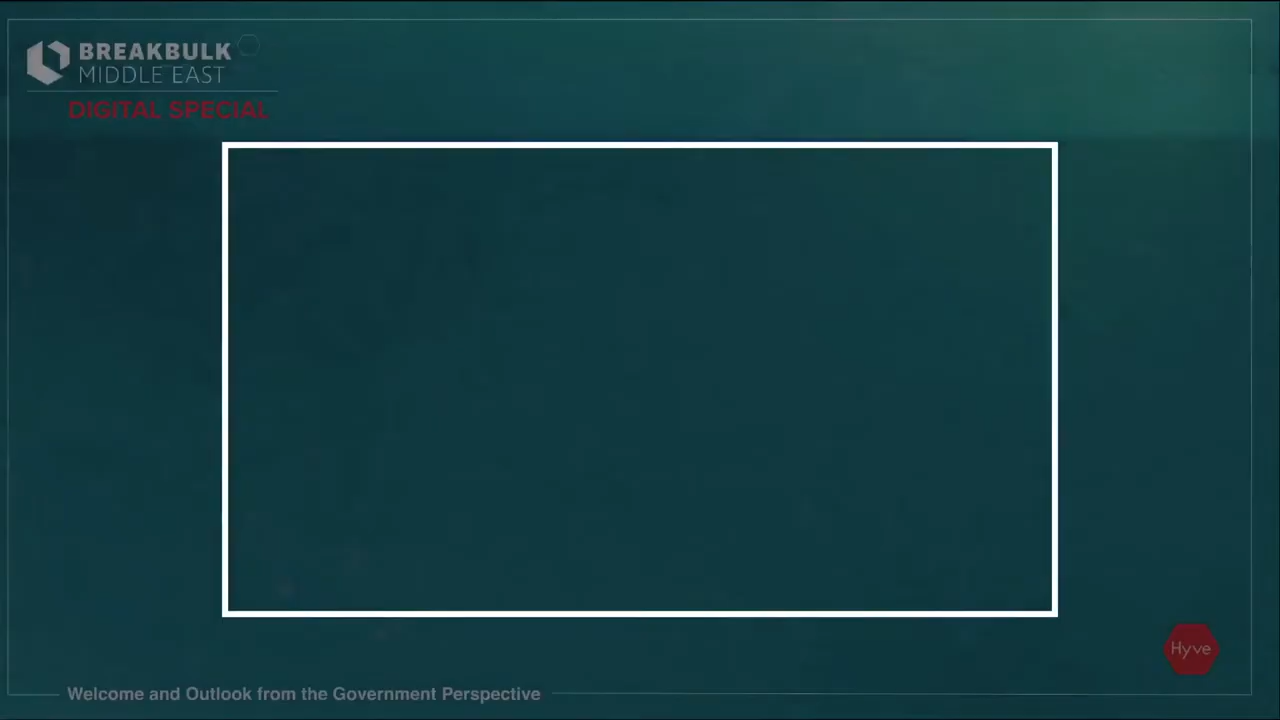 BREAKBULK
MIDDLE EAST
DIGITAL SPECIAL
Hyve
Welcome and Outlook from the Government Perspective